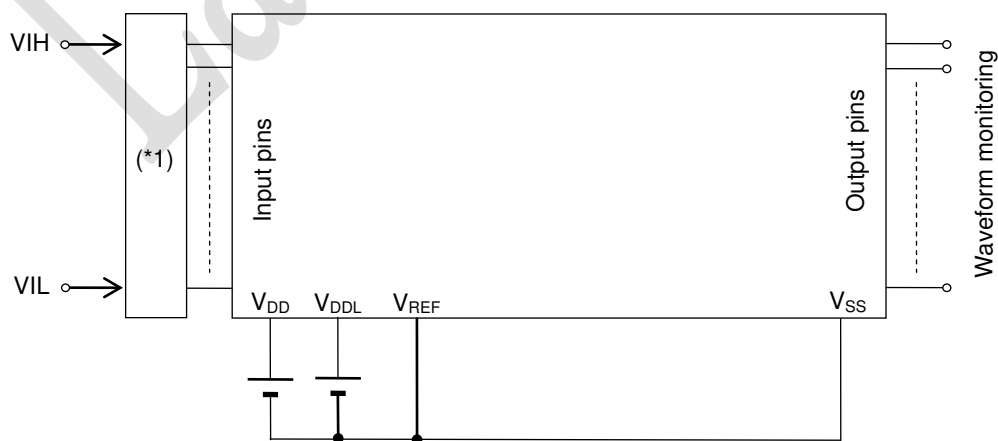 VIH
(*1)
VIL
Input pins
Output pins
Waveform monitoring
VDD
VDDL
VREF
VSS